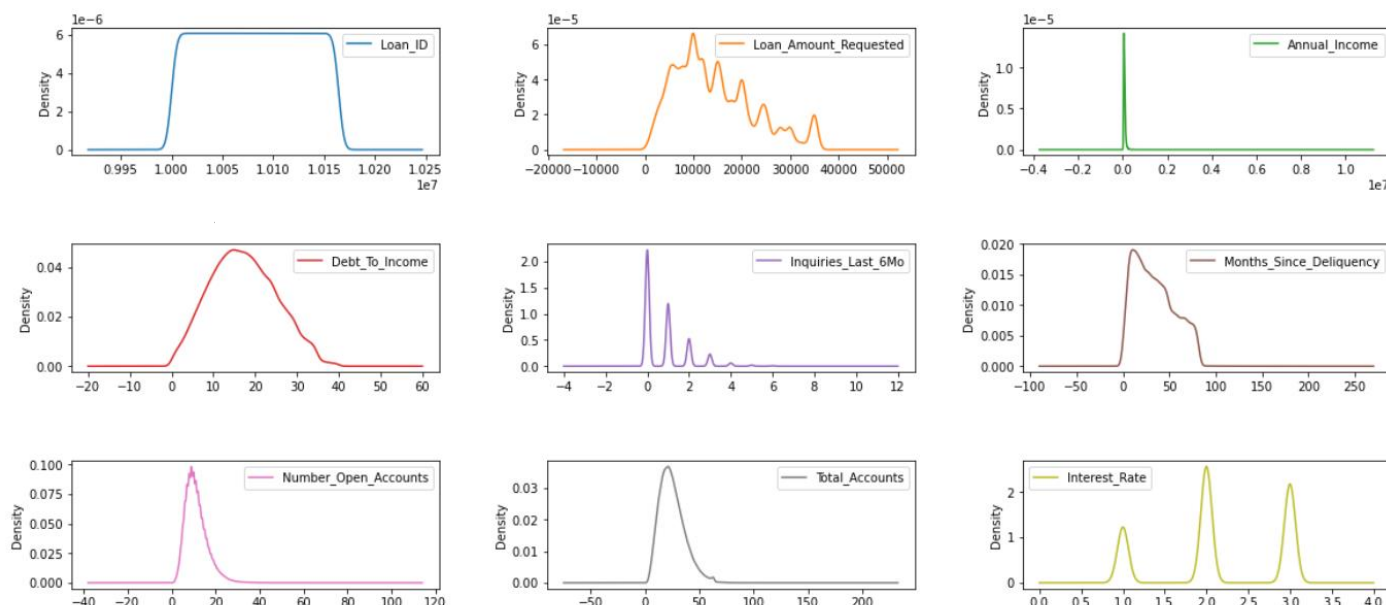 1e−6
Loan_ID
Density
6
4
2
0
0.995 1.000 1.005 1.010 1.015 1.020 1.025
1e7
1e−5
Loan_Amount_Requested
Density
6
4
2
0
−20000 −10000 0 10000 20000 30000 40000 50000
1e−5
Annual_Income
Density
1.0
0.5
0.0
−0.4 −0.2 0.0 0.2 0.4 0.6 0.8 1.0
1e7
Debt_To_Income
Density
0.04
0.02
0.00
−20 −10 0 10 20 30 40 50 60
Inquiries_Last_6Mo
Density
2.0
1.5
1.0
0.5
0.0
−4 −2 0 2 4 6 8 10 12
Months_Since_Deliquency
Density
0.020
0.015
0.010
0.005
0.000
−100 −50 0 50 100 150 200 250
Number_Open_Accounts
Density
0.100
0.075
0.050
0.025
0.000
−40 −20 0 20 40 60 80 100 120
Total_Accounts
Density
0.03
0.02
0.01
0.00
−50 0 50 100 150 200
Interest_Rate
Density
2
1
0
0.0 0.5 1.0 1.5 2.0 2.5 3.0 3.5 4.0